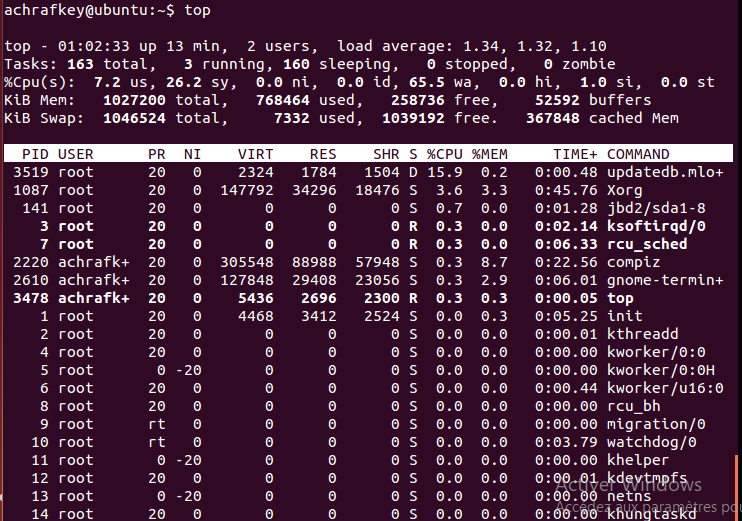 achrafkey@ubuntu:~$ top
top - 01:02:33 up 13 min,  2 users,  load average: 1.34, 1.32, 1.10
Tasks: 163 total,   3 running, 160 sleeping,   0 stopped,   0 zombie
%Cpu(s):  7.2 us, 26.2 sy,  0.0 ni,  0.0 id, 65.5 wa,  0.0 hi,  1.0 si,  0.0 st
KiB Mem:   1027200 total,   768464 used,   258736 free,    52592 buffers
KiB Swap:  1046524 total,     7332 used,  1039192 free.   367848 cached Mem
PID USER      PR  NI    VIRT    RES    SHR S %CPU %MEM     TIME+ COMMAND
3519 root      20   0    2324   1784   1504 D 15.9  0.2   0:00.48 updatedb.mlo+
1087 root      20   0  147792  34296  18476 S  3.6  3.3   0:45.76 Xorg
141 root      20   0       0      0      0 S  0.7  0.0   0:01.28 jbd2/sda1-8
3 root      20   0       0      0      0 R  0.3  0.0   0:02.14 ksoftirqd/0
7 root      20   0       0      0      0 R  0.3  0.0   0:06.33 rcu_sched
2220 achrafk+  20   0  305548  88988  57948 S  0.3  8.7   0:22.56 compiz
2610 achrafk+  20   0  127848  29408  23056 S  0.3  2.9   0:06.01 gnome-termin+
3478 achrafk+  20   0    5436   2696   2300 R  0.3  0.3   0:00.05 top
1 root      20   0    4468   3412   2524 S  0.0  0.3   0:05.25 init
2 root      20   0       0      0      0 S  0.0  0.0   0:00.01 kthreadd
4 root      20   0       0      0      0 S  0.0  0.0   0:00.00 kworker/0:0
5 root       0 -20       0      0      0 S  0.0  0.0   0:00.00 kworker/0:0H
6 root      20   0       0      0      0 S  0.0  0.0   0:00.44 kworker/u16:0
8 root      20   0       0      0      0 S  0.0  0.0   0:00.00 rcu_bh
9 root      rt   0       0      0      0 S  0.0  0.0   0:00.00 migration/0
10 root      rt   0       0      0      0 S  0.0  0.0   0:03.79 watchdog/0
11 root       0 -20       0      0      0 S  0.0  0.0   0:00.00 khelper
12 root      20   0       0      0      0 S  0.0  0.0   0:00.01 kdevtmpfs
13 root       0 -20       0      0      0 S  0.0  0.0   0:00.00 netns
14 root      20   0       0      0      0 S  0.0  0.0   0:00.00 khungtaskd
Activer Windows
Accédez aux paramètres pou